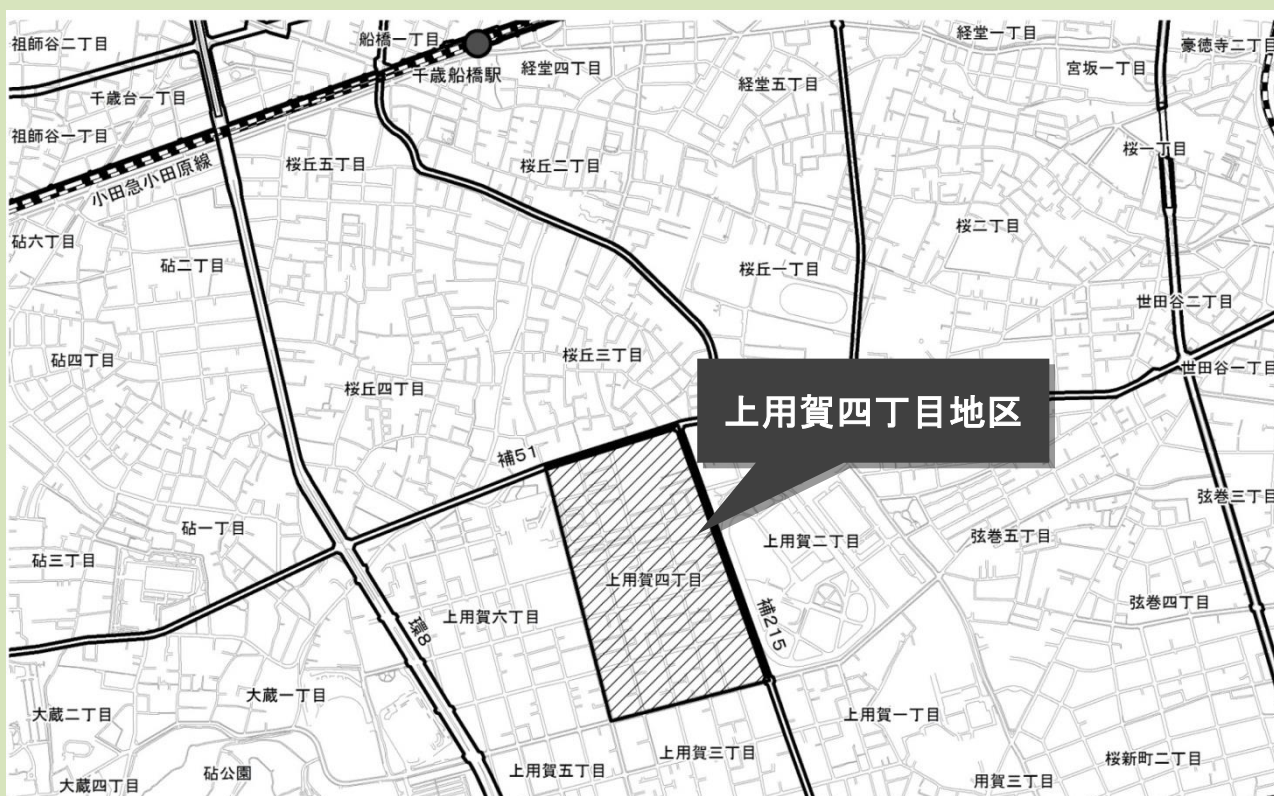 祖師谷二丁目
船橋一丁目
経堂一丁目
豪徳寺二丁目
千歳船橋駅
経堂四丁目
宮坂一丁目
千歳台一丁目
経堂五丁目
祖師谷一丁目
小田急小田原線
桜丘五丁目
桜丘二丁目
桜一丁目
砧六丁目
砧二丁目
桜丘一丁目
桜二丁目
世田谷二丁目
砧四丁目
桜丘四丁目
桜丘三丁目
世田谷一丁目
上用賀四丁目地区
補51
砧一丁目
砧三丁目
上用賀二丁目
弦巻五丁目
弦巻三丁目
上用賀四丁目
弦巻四丁目
上用賀六丁目
環8
補215
大蔵一丁目
大蔵二丁目
上用賀一丁目
上用賀三丁目
桜新町二丁目
大蔵四丁目
砧公園
上用賀五丁目
用賀三丁目